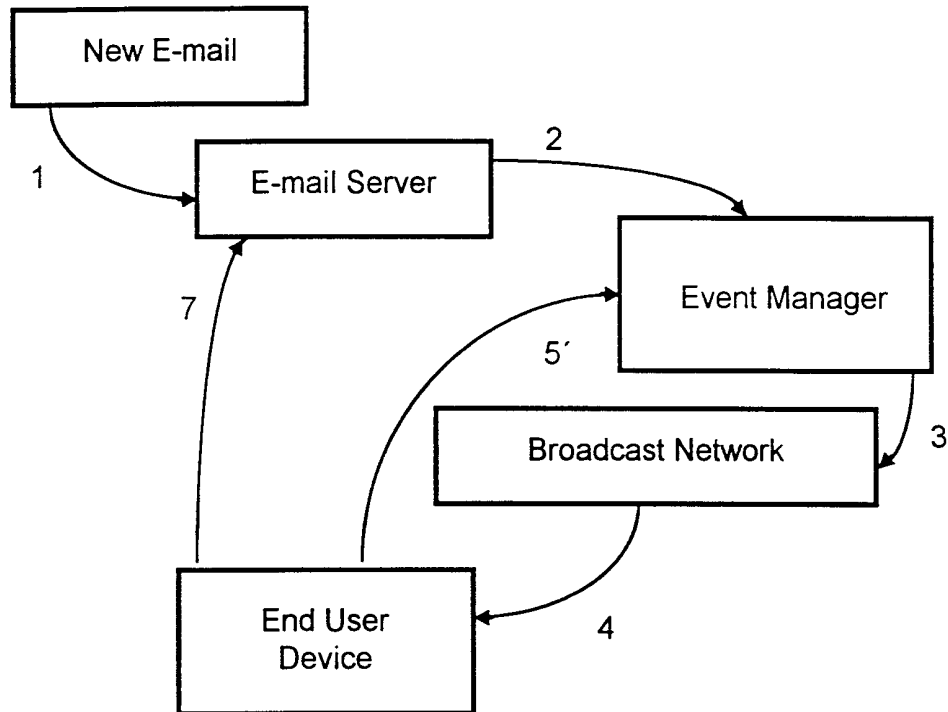 New E-mail
1
E-mail Server
2
Event Manager
7
5´
Broadcast Network
3
End User
Device
4